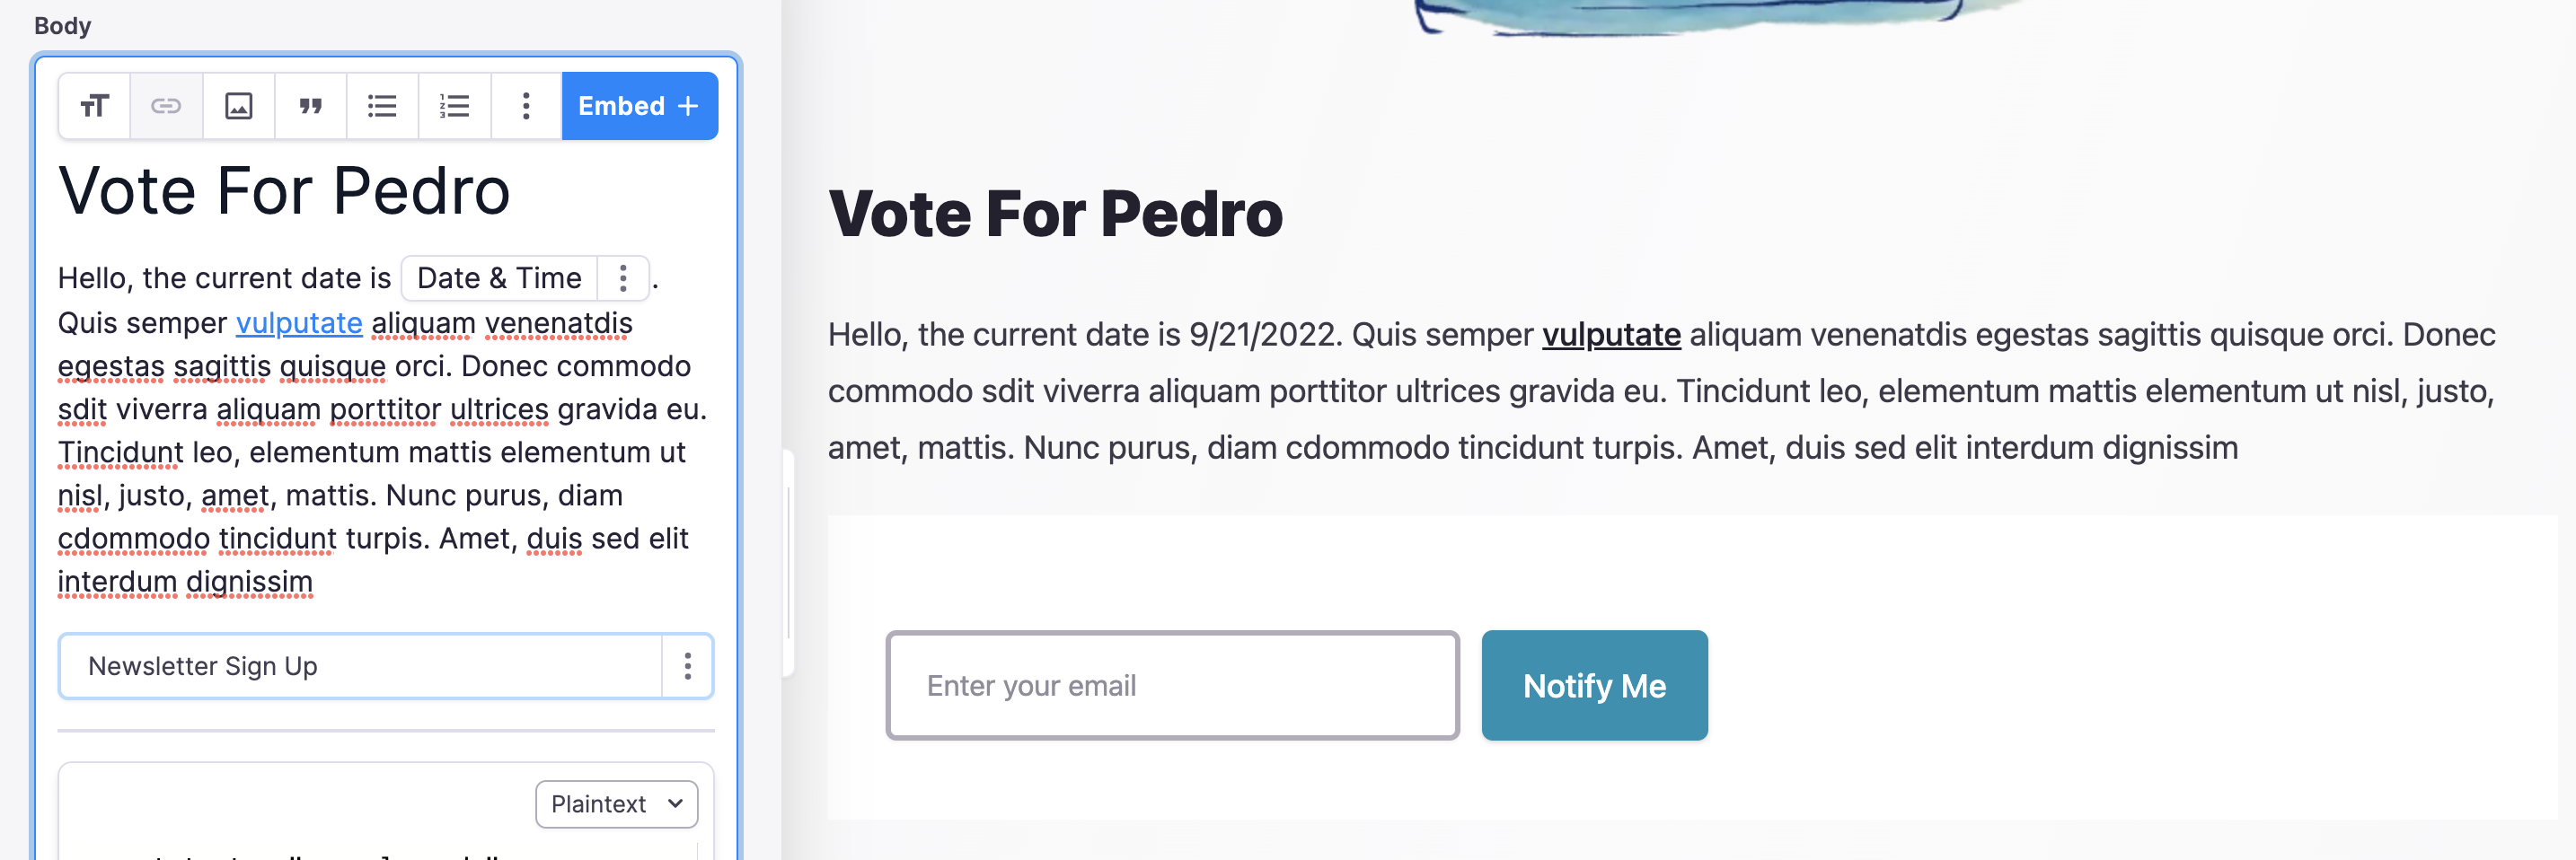 Body
Embed +
Vote For Pedro
Hello, the current date is Date & Time .
Quis semper vulputate aliquam venenatdis
egestas sagittis quisque orci. Donec commodo
sdit viverra aliquam porttitor ultrices gravida eu.
Tincidunt leo, elementum mattis elementum ut
nisl, justo, amet, mattis. Nunc purus, diam
cdommodo tincidunt turpis. Amet, duis sed elit
interdum dignissim
Newsletter Sign Up
Plaintext
Vote For Pedro
Hello, the current date is 9/21/2022. Quis semper vulputate aliquam venenatdis egestas sagittis quisque orci. Donec
commodo sdit viverra aliquam porttitor ultrices gravida eu. Tincidunt leo, elementum mattis elementum ut nisl, justo,
amet, mattis. Nunc purus, diam cdommodo tincidunt turpis. Amet, duis sed elit interdum dignissim
Enter your email
Notify Me